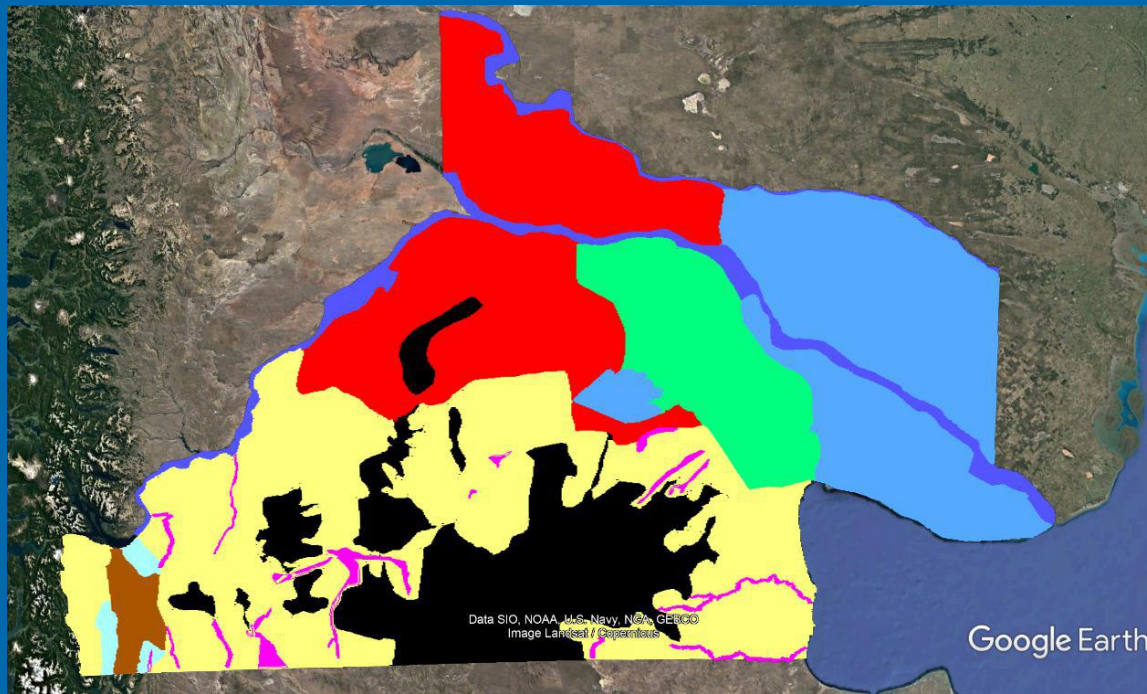 Data SIO, NOAA, U.S. Navy, NGA, GEBCO
Image Landsat / Copernicus
Google Earth